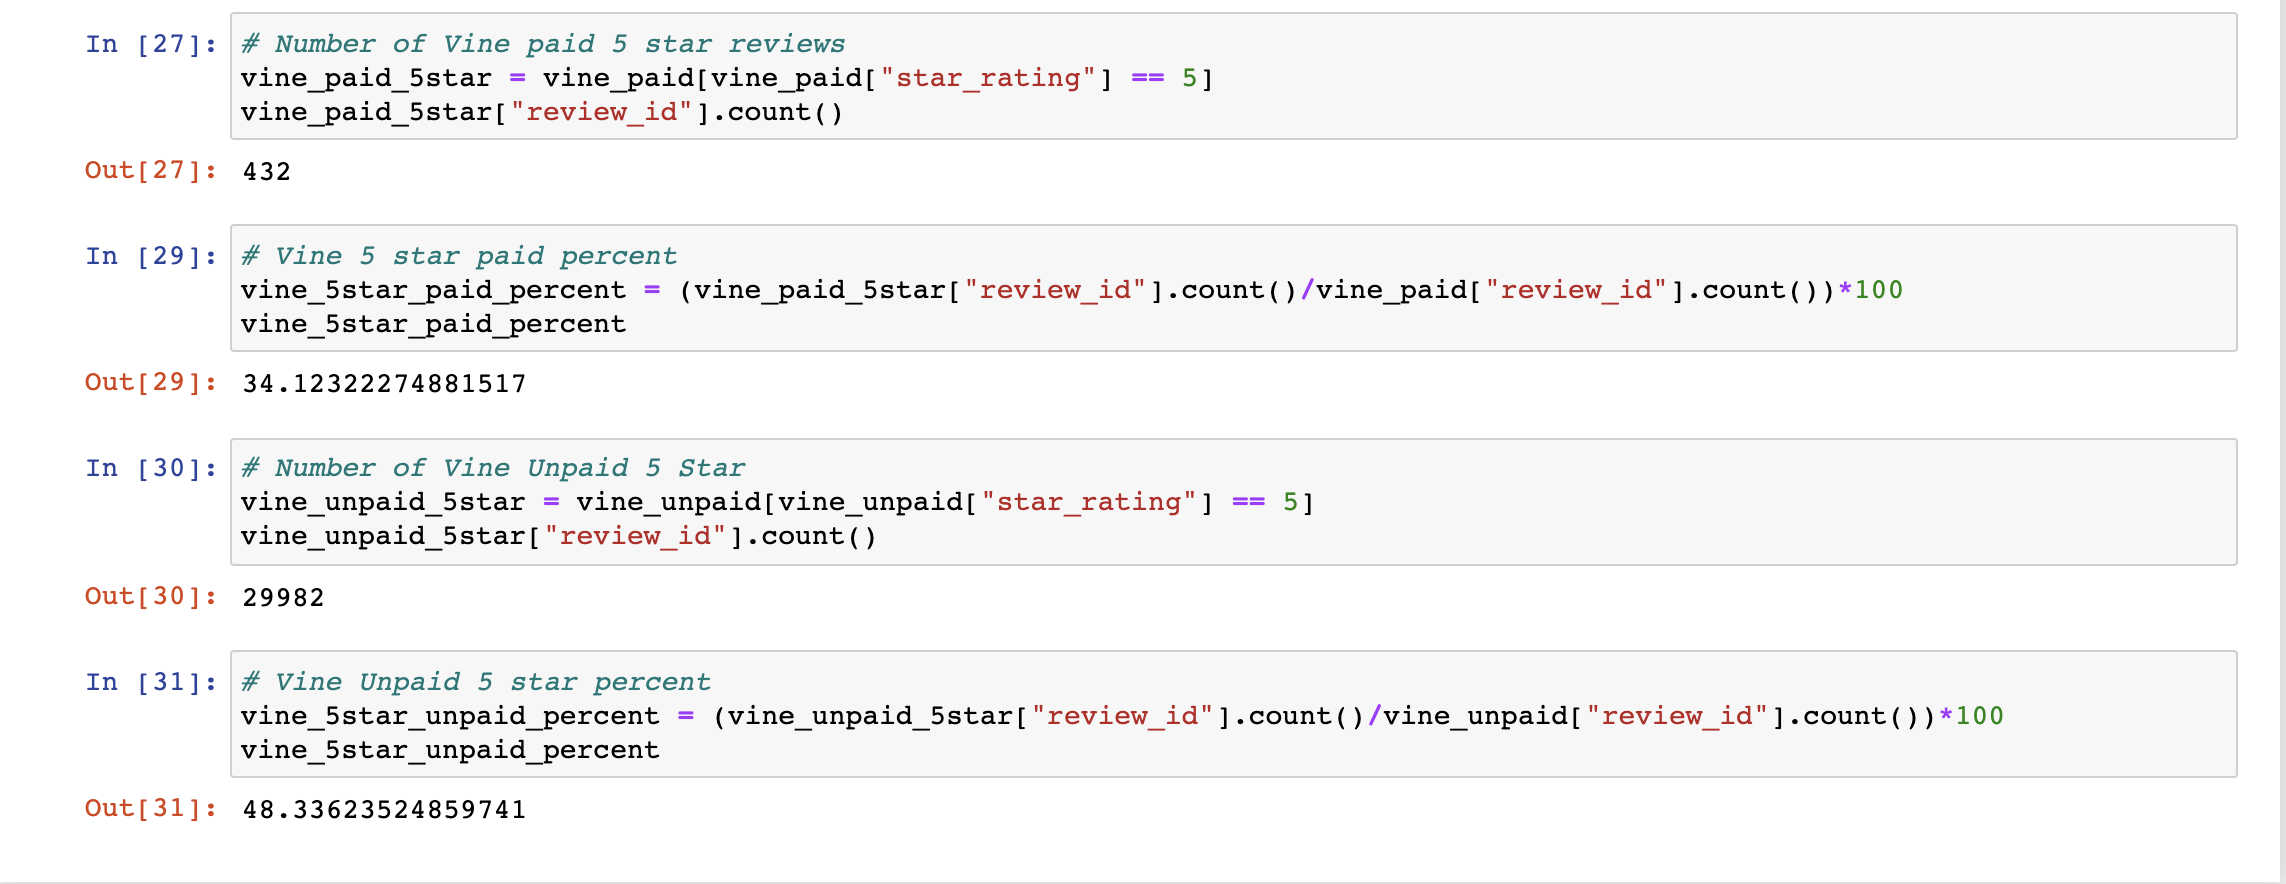 In [27]: # Number of Vine paid 5 star reviews
vine_paid_5star = vine_paid[vine_paid["star_rating"] == 5]
vine_paid_5star["review_id"].count()
Out[27]: 432
In [29]: # Vine 5 star paid percent
vine_5star_paid_percent = (vine_paid_5star["review_id"].count()/vine_paid["review_id"].count())*100
vine_5star_paid_percent
Out[29]: 34.12322274881517
In [30]: # Number of Vine Unpaid 5 Star
vine_unpaid_5star = vine_unpaid[vine_unpaid["star_rating"] == 5]
vine_unpaid_5star["review_id"].count()
Out[30]: 29982
In [31]: # Vine Unpaid 5 star percent
vine_5star_unpaid_percent = (vine_unpaid_5star["review_id"].count()/vine_unpaid["review_id"].count())*100
vine_5star_unpaid_percent
Out[31]: 48.33623524859741